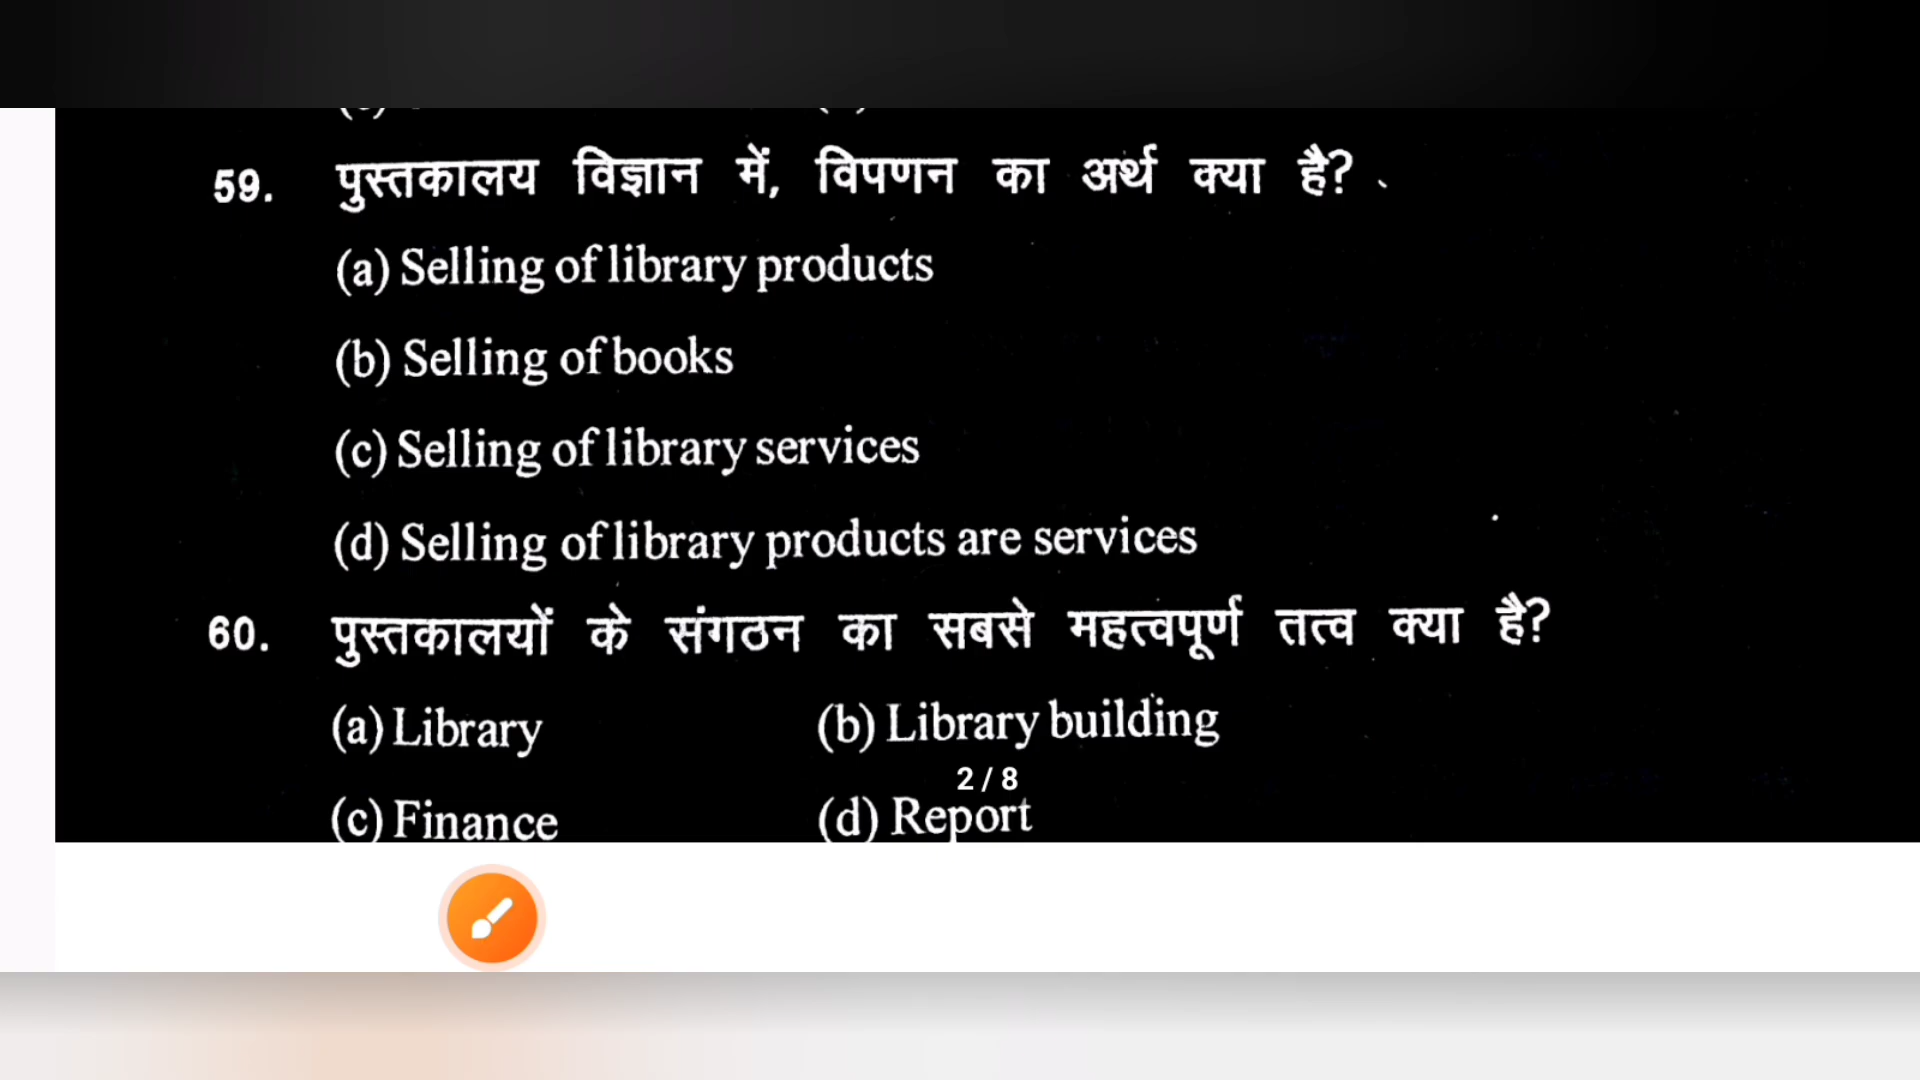 59. पुस्तकालय विज्ञान में, विपणन का अर्थ क्या है?
(a) Selling of library products
(b) Selling of books
(c) Selling of library services
(d) Selling of library products are services
60. पुस्तकालयों के संगठन का सबसे महत्वपूर्ण तत्व क्या है?
(a) Library (b) Library building
2 / 8
(c) Finance (d) Report